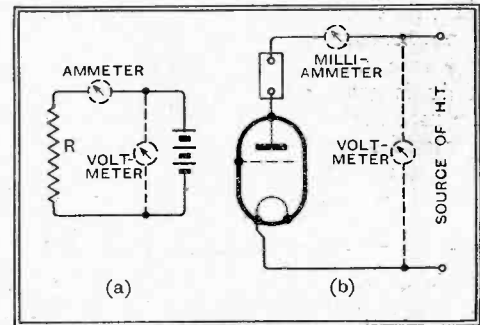 AMMETER
R
VOLT-
METER
(a)
MILLI-
AMMETER
VOLT-
METER
SOURCE OF H.T.
(b)